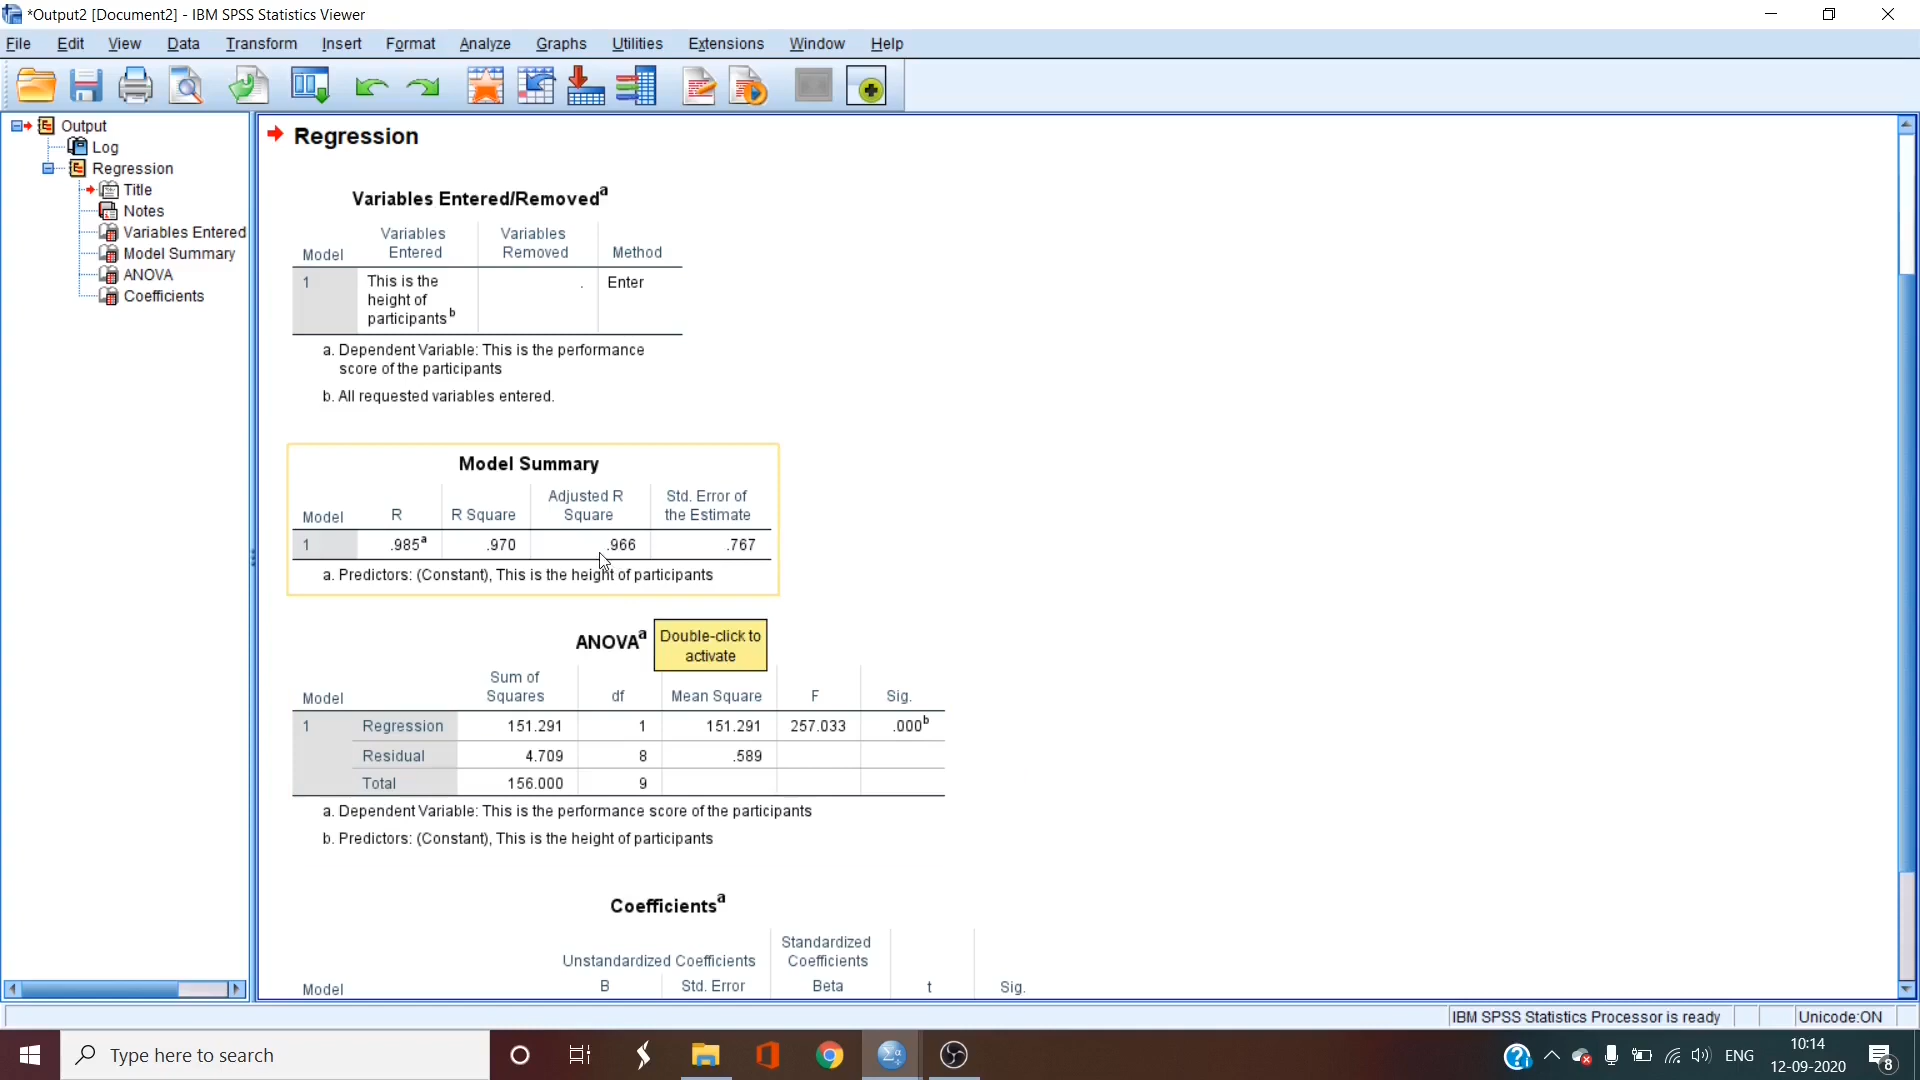 *Output2 [Document2] - IBM SPSS Statistics Viewer
File Edit View Data Transform Insert Format Analyze Graphs Utilities Extensions Window Help
Output
Log
Regression
Title
Notes
Variables Entered
Model Summary
ANOVA
Coefficients
Regression
Variables Entered/Removedᵃ
Model Variables Entered Variables Removed Method
1 This is the height of participantsᵇ . Enter
a. Dependent Variable: This is the performance
score of the participants
b. All requested variables entered.
Model Summary
Model R R Square Adjusted R Square Std. Error of the Estimate
1 .985ᵃ .970 .966 .767
a. Predictors: (Constant), This is the height of participants
ANOVAᵃ
Double-click to
activate
Model Sum of Squares df Mean Square F Sig.
1 Regression 151.291 1 151.291 257.033 .000ᵇ
Residual 4.709 8 .589
Total 156.000 9
a. Dependent Variable: This is the performance score of the participants
b. Predictors: (Constant), This is the height of participants
Coefficientsᵃ
Unstandardized Coefficients Standardized Coefficients
Model B Std. Error Beta t Sig.
IBM SPSS Statistics Processor is ready Unicode:ON
Type here to search
ENG
10:14
12-09-2020
8